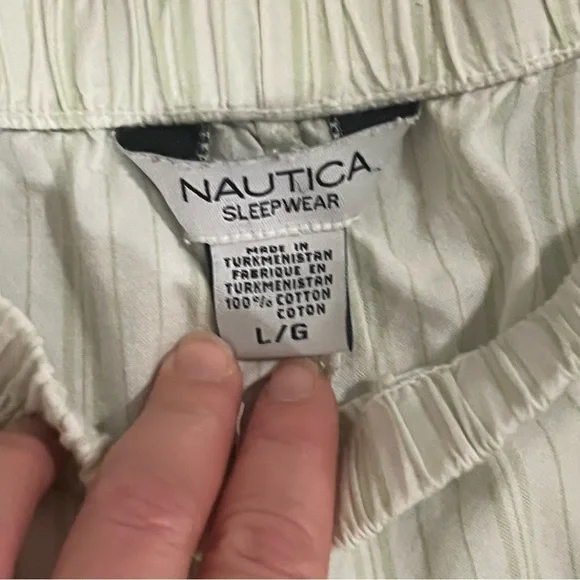 NAUTICA
SLEEPWEAR
MADE IN
TURKMENISTAN
FABRIQUE EN
TURKMENISTAN
100% COTTON
COTON
L/G